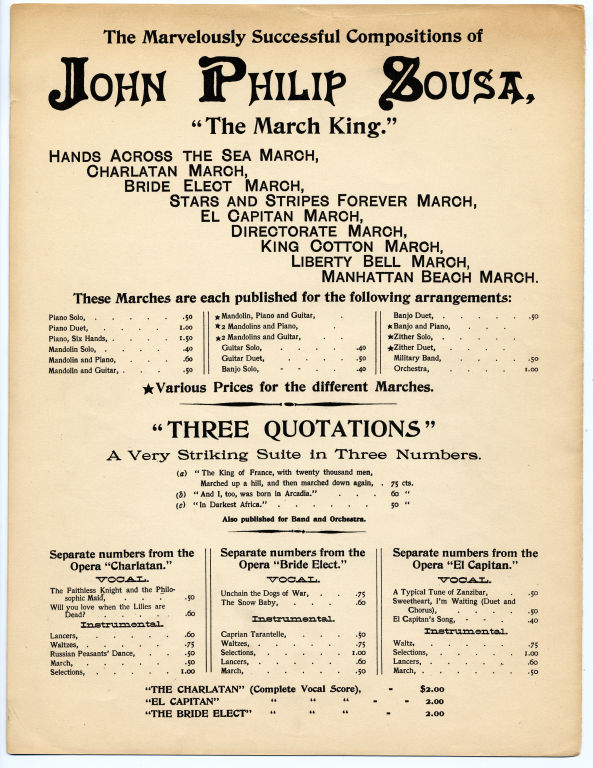 The Marvelously Successful Compositions of
JOHN PHILIP SOUSA,
"The March King."
HANDS ACROSS THE SEA MARCH,
CHARLATAN MARCH,
BRIDE ELECT MARCH,
STARS AND STRIPES FOREVER MARCH,
EL CAPITAN MARCH,
DIRECTORATE MARCH,
KING COTTON MARCH,
LIBERTY BELL MARCH,
MANHATTAN BEACH MARCH.
These Marches are each published for the following arrangements:
Piano Solo, . . . . . .50
Piano Duet, . . . . . 1.00
Piano, Six Hands, . . . . 1.50
Mandolin Solo, . . . . .40
Mandolin and Piano, . . . .60
Mandolin and Guitar, . . . .50
★Mandolin, Piano and Guitar, .
★2 Mandolins and Piano, .
★2 Mandolins and Guitar, .
Guitar Solo, . . . . .40
Guitar Duet, . . . . .50
Banjo Solo, . . . . .40
Banjo Duet, . . . . .50
★Banjo and Piano, . . .
★Zither Solo, . . . .
★Zither Duet, . . . .
Military Band, . . . . .50
Orchestra, . . . . 1.00
★Various Prices for the different Marches.
"THREE QUOTATIONS"
A Very Striking Suite in Three Numbers.
(a) "The King of France, with twenty thousand men,
Marched up a hill, and then marched down again, . 75 cts.
(b) "And I, too, was born in Arcadia." . . . 60 "
(c) "In Darkest Africa." . . . . . 50 "
Also published for Band and Orchestra.
Separate numbers from the
Opera "Charlatan."
VOCAL.
The Faithless Knight and the Philo-
sophic Maid, . . . .50
Will you love when the Lilies are
Dead? . . . . . .60
Instrumental.
Lancers, . . . . . .60
Waltzes, . . . . . .75
Russian Peasants' Dance, . . .50
March, . . . . . .50
Selections, . . . . . 1.00
Separate numbers from the
Opera "Bride Elect."
VOCAL.
Unchain the Dogs of War, . . .75
The Snow Baby, . . . . .60
Instrumental.
Caprian Tarantelle, . . . .50
Waltzes, . . . . . .75
Selections, . . . . . 1.00
Lancers, . . . . . .60
March, . . . . . .50
Separate numbers from the
Opera "El Capitan."
VOCAL.
A Typical Tune of Zanzibar, . . .50
Sweetheart, I'm Waiting (Duet and
Chorus), . . . . . .50
El Capitan's Song, . . . . .40
Instrumental.
Waltz, . . . . . .75
Selections, . . . . . 1.00
Lancers, . . . . . .60
March, . . . . . .50
"THE CHARLATAN" (Complete Vocal Score), - $2.00
"EL CAPITAN" " " " - - 2.00
"THE BRIDE ELECT" " " " - 2.00